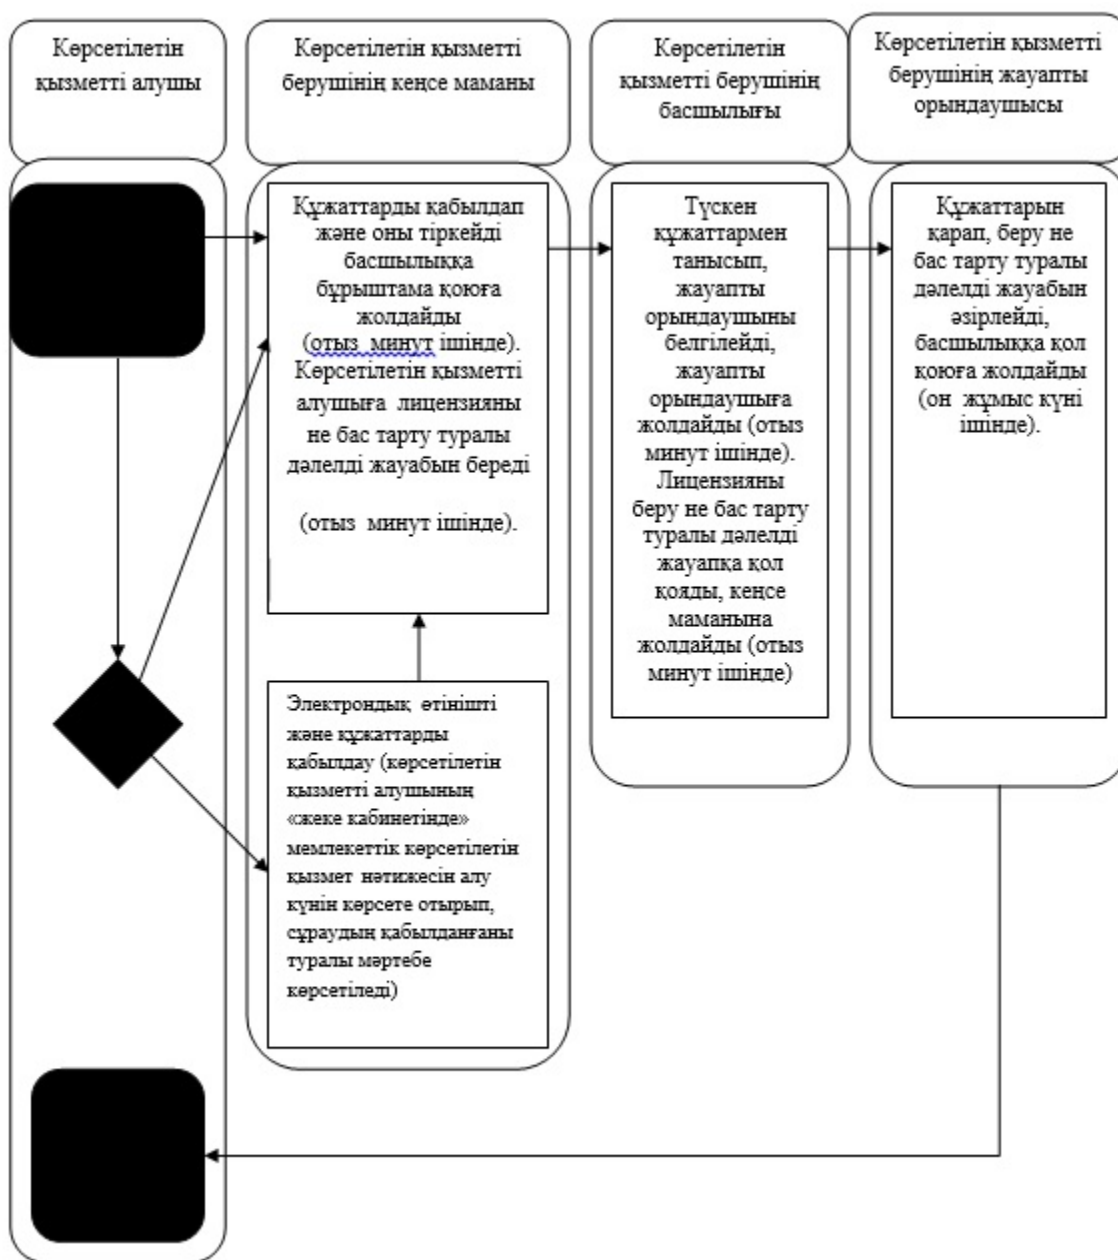 Көрсетілетін
қызметті алушы
Көрсетілетін қызметті
берушінің кеңсе маманы
Көрсетілетін
қызметті берушінің
басшылығы
Көрсетілетін қызметті
берушінің жауапты
орындаушысы
Құжаттарды қабылдап
және оны тіркейді
басшылыққа
бұрыштама қоюға
жолдайды
(отыз минут ішінде).
Көрсетілетін қызметті
алушыға лицензияны
не бас тарту туралы
дәлелді жауабын береді
(отыз минут ішінде).
Түскен
құжаттармен
танысып,
жауапты
орындаушыны
белгілейді,
жауапты
орындаушыға
жолдайды (отыз
минут ішінде).
Лицензияны
беру не бас тарту
туралы дәлелді
жауапқа қол
қояды, кеңсе
маманына
жолдайды (отыз
минут ішінде)
Құжаттарын
қарап, беру не
бас тарту туралы
дәлелді жауабын
әзірлейді,
басшылыққа қол
қоюға жолдайды
(он жұмыс күні
ішінде).
Электрондық өтінішті
және құжаттарды
қабылдау (көрсетілетін
қызметті алушының
«жеке кабинетінде»
мемлекеттік көрсетілетін
қызмет нәтижесін алу
күнін көрсете отырып,
сұраудың қабылданғаны
туралы мәртебе
көрсетіледі)